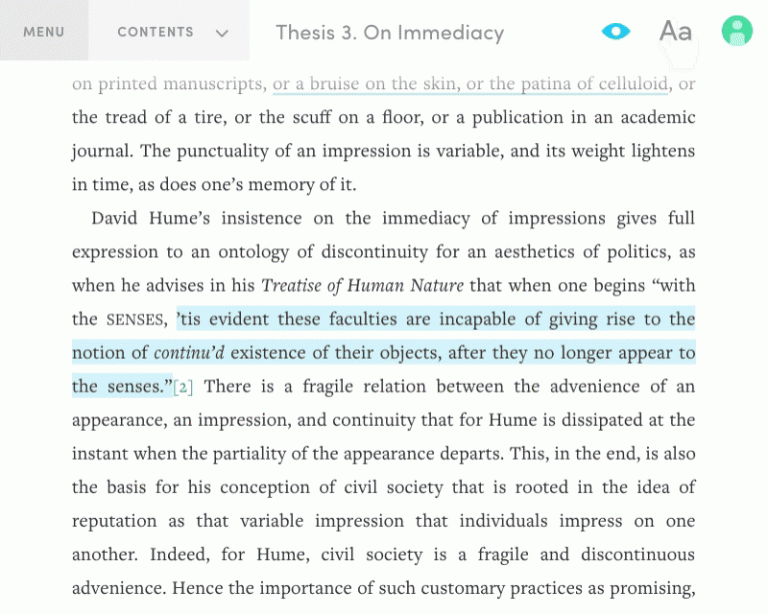 MENU
CONTENTS
Thesis 3. On Immediacy
Aa
on printed manuscripts, or a bruise on the skin, or the patina of celluloid, or
the tread of a tire, or the scuff on a floor, or a publication in an academic
journal. The punctuality of an impression is variable, and its weight lightens
in time, as does one’s memory of it.
David Hume’s insistence on the immediacy of impressions gives full
expression to an ontology of discontinuity for an aesthetics of politics, as
when he advises in his Treatise of Human Nature that when one begins “with
the SENSES, ’tis evident these faculties are incapable of giving rise to the
notion of continu’d existence of their objects, after they no longer appear to
the senses.”[2] There is a fragile relation between the advenience of an
appearance, an impression, and continuity that for Hume is dissipated at the
instant when the partiality of the appearance departs. This, in the end, is also
the basis for his conception of civil society that is rooted in the idea of
reputation as that variable impression that individuals impress on one
another. Indeed, for Hume, civil society is a fragile and discontinuous
advenience. Hence the importance of such customary practices as promising,